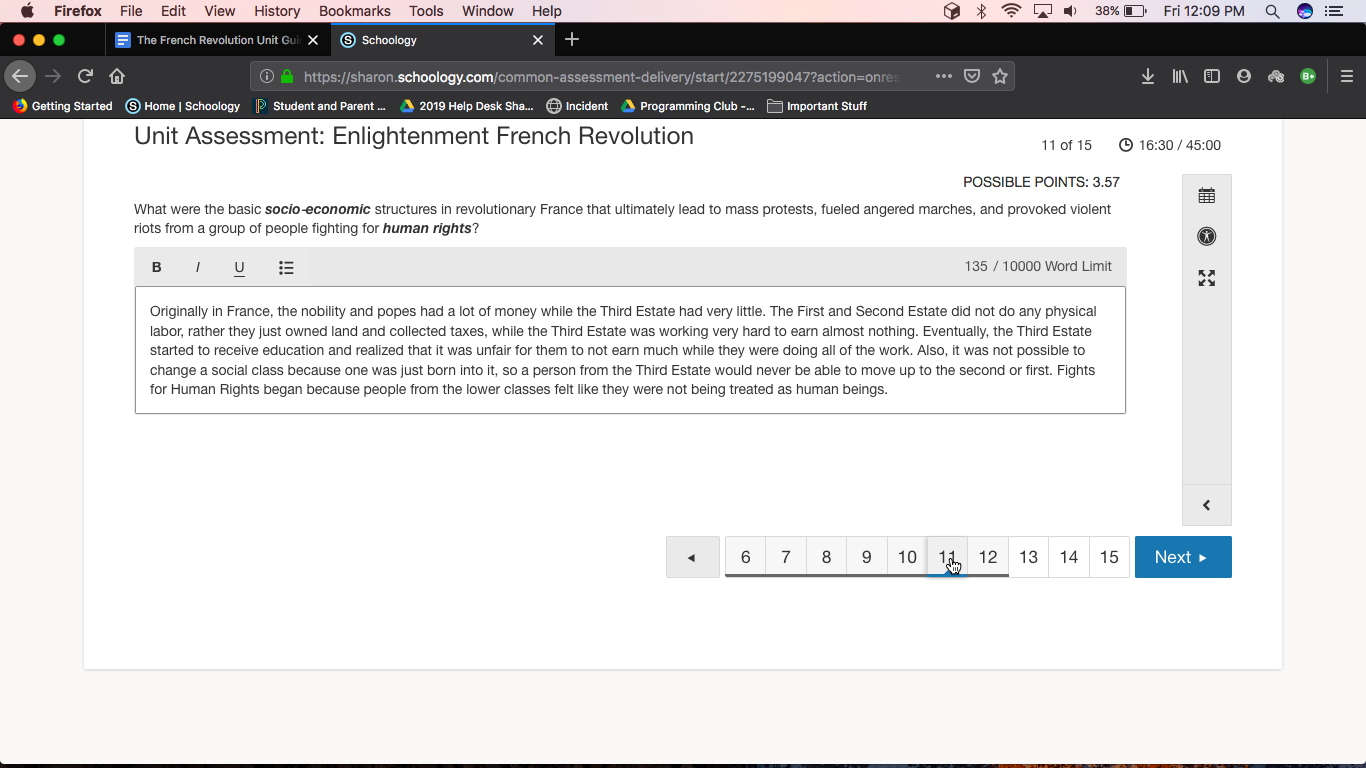 Firefox File Edit View History Bookmarks Tools Window Help 38% Fri 12:09 PM
The French Revolution Unit Gui
S Schoology
https://sharon.schoology.com/common-assessment-delivery/start/2275199047?action=onres
B+
Getting Started S Home | Schoology Student and Parent ... 2019 Help Desk Sha... Incident Programming Club -... Important Stuff
Unit Assessment: Enlightenment French Revolution
11 of 15 16:30 / 45:00
POSSIBLE POINTS: 3.57
What were the basic socio-economic structures in revolutionary France that ultimately lead to mass protests, fueled angered marches, and provoked violent
riots from a group of people fighting for human rights?
B I U 135 / 10000 Word Limit
Originally in France, the nobility and popes had a lot of money while the Third Estate had very little. The First and Second Estate did not do any physical
labor, rather they just owned land and collected taxes, while the Third Estate was working very hard to earn almost nothing. Eventually, the Third Estate
started to receive education and realized that it was unfair for them to not earn much while they were doing all of the work. Also, it was not possible to
change a social class because one was just born into it, so a person from the Third Estate would never be able to move up to the second or first. Fights
for Human Rights began because people from the lower classes felt like they were not being treated as human beings.
6 7 8 9 10 11 12 13 14 15 Next